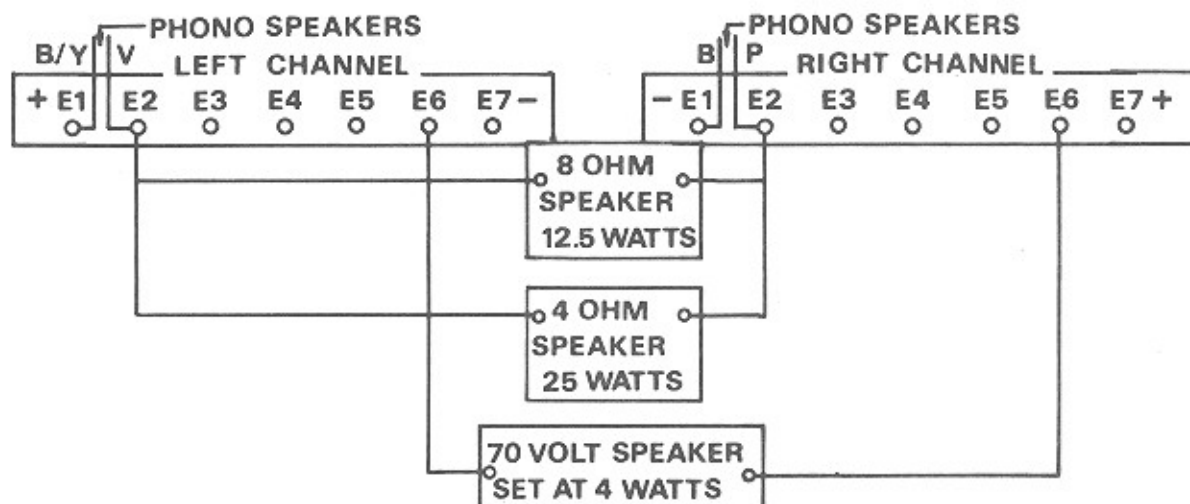 PHONO SPEAKERS
PHONO SPEAKERS
B/Y V
B P
LEFT CHANNEL
RIGHT CHANNEL
+ E1 E2 E3 E4 E5 E6 E7 -
- E1 E2 E3 E4 E5 E6 E7 +
8 OHM
SPEAKER
12.5 WATTS
4 OHM
SPEAKER
25 WATTS
70 VOLT SPEAKER
SET AT 4 WATTS